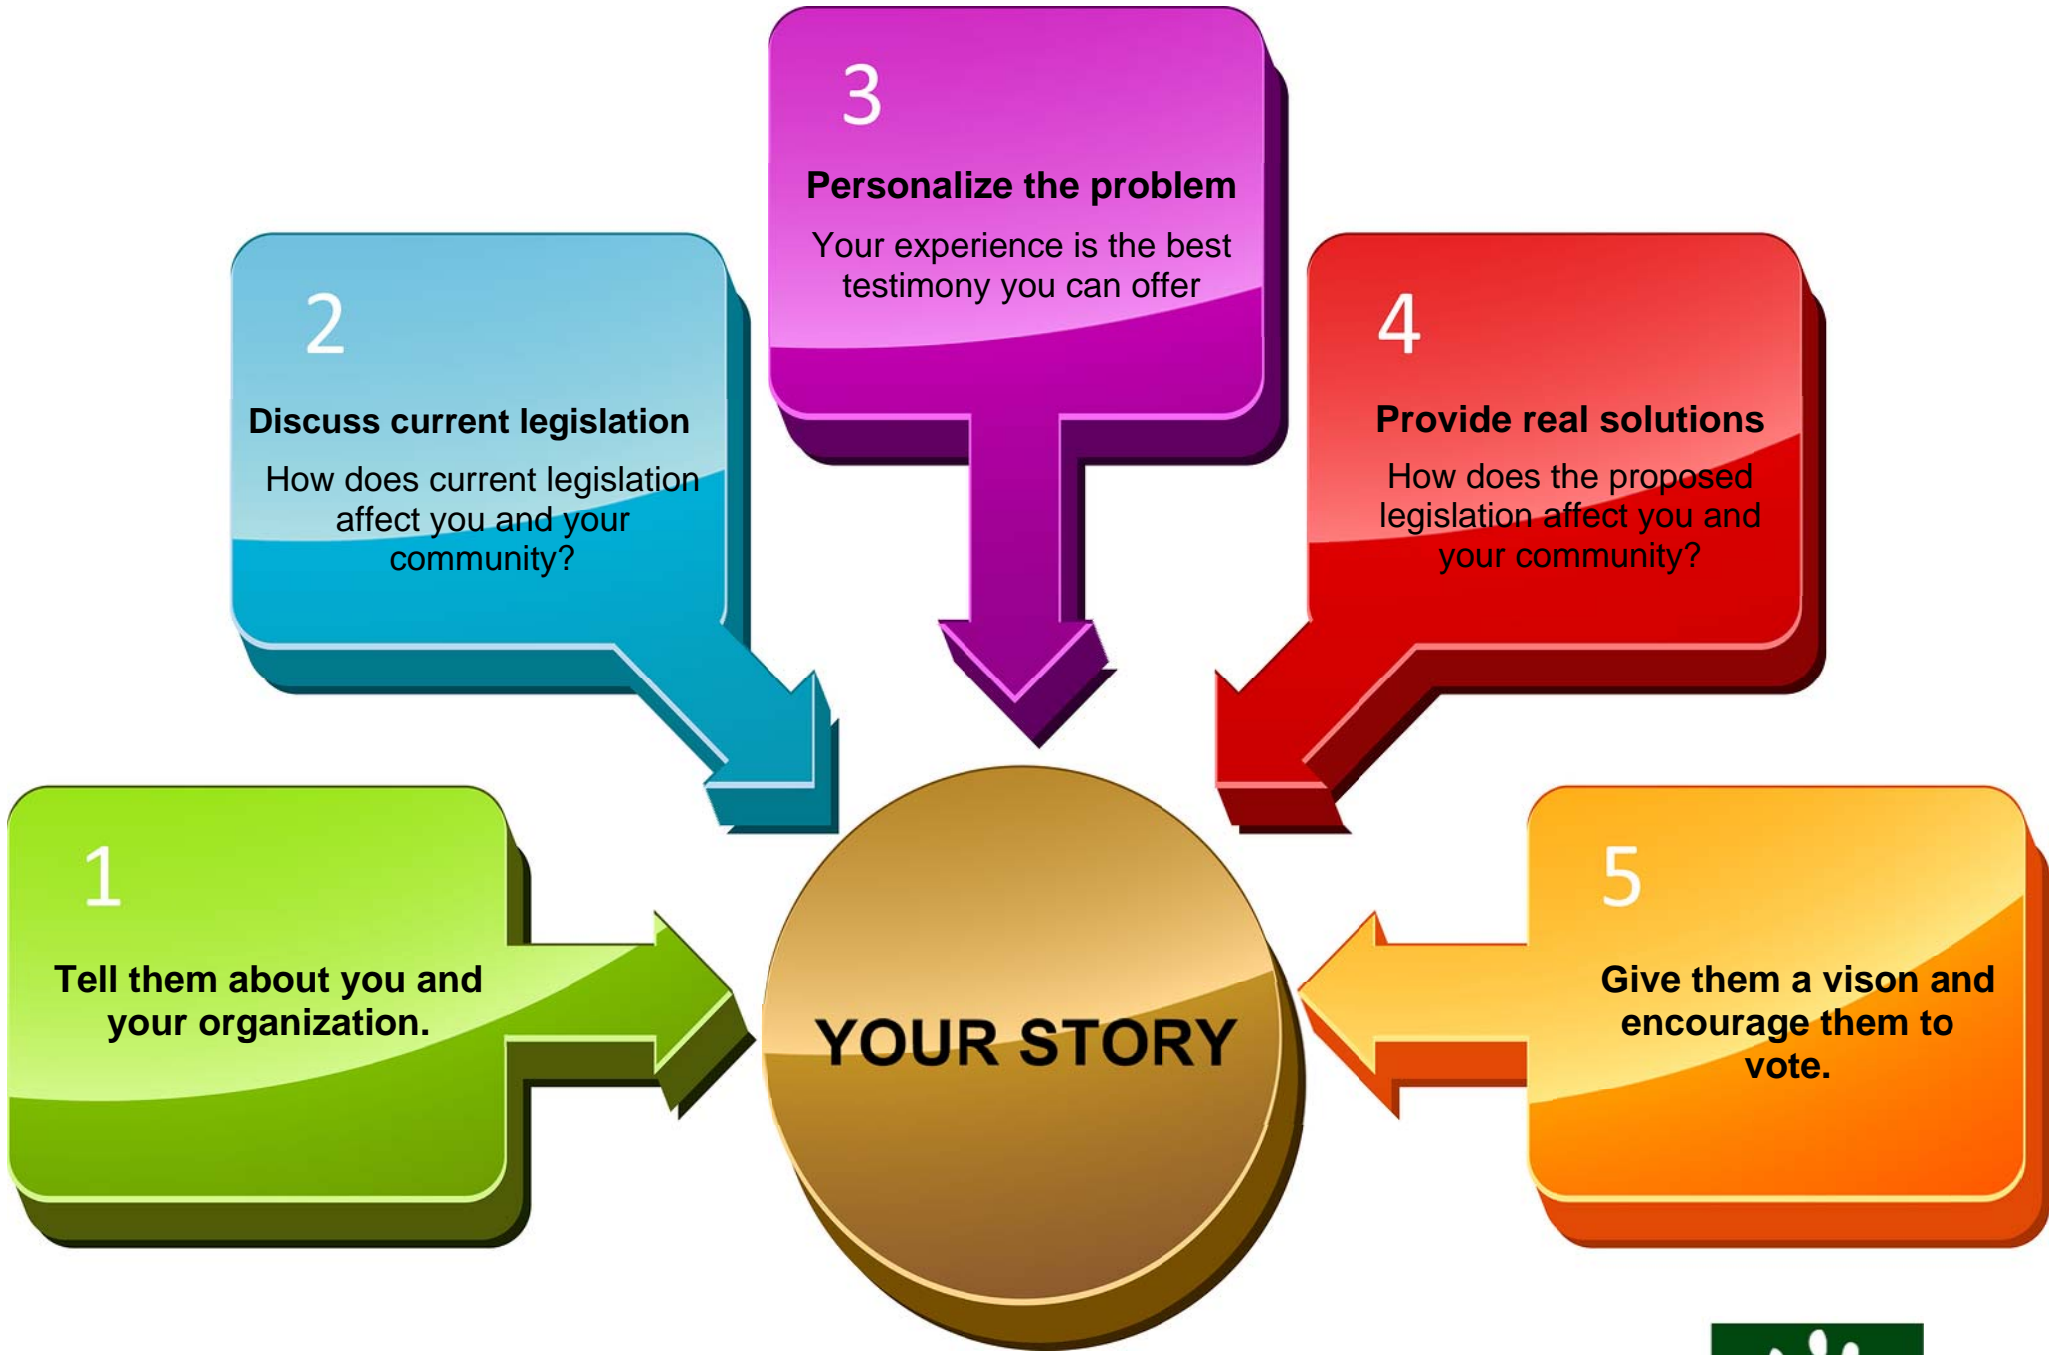 1
Tell them about you and
your organization.
2
Discuss current legislation
How does current legislation
affect you and your
community?
3
Personalize the problem
Your experience is the best
testimony you can offer
4
Provide real solutions
How does the proposed
legislation affect you and
your community?
5
Give them a vison and
encourage them to
vote.
YOUR STORY